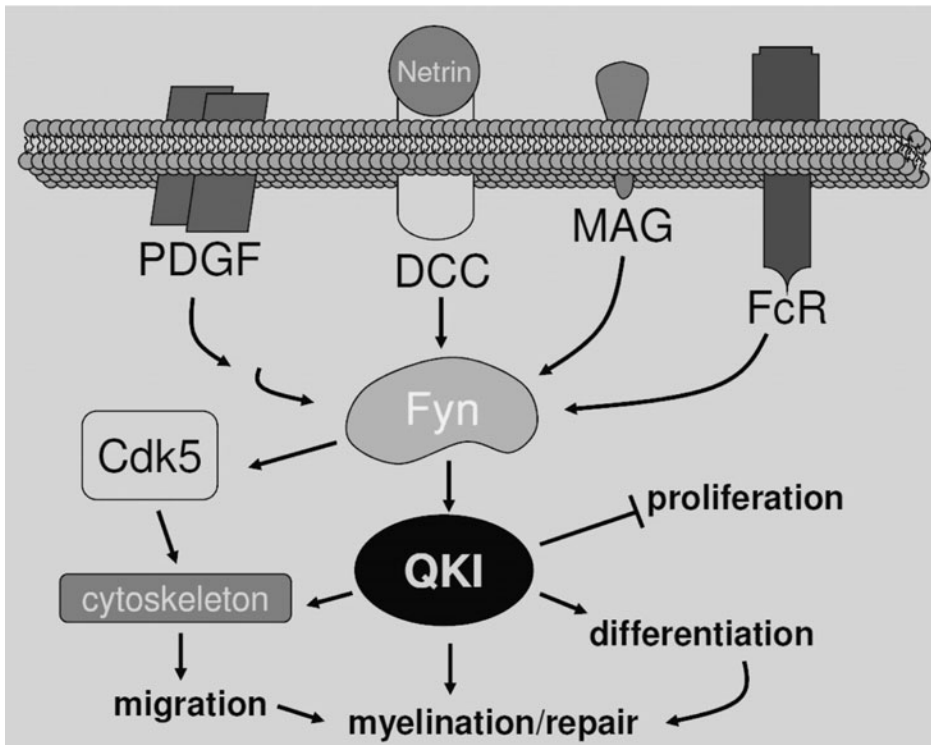 Netrin
PDGF
DCC
MAG
FcR
Fyn
Cdk5
proliferation
QKI
cytoskeleton
differentiation
migration
myelination/repair